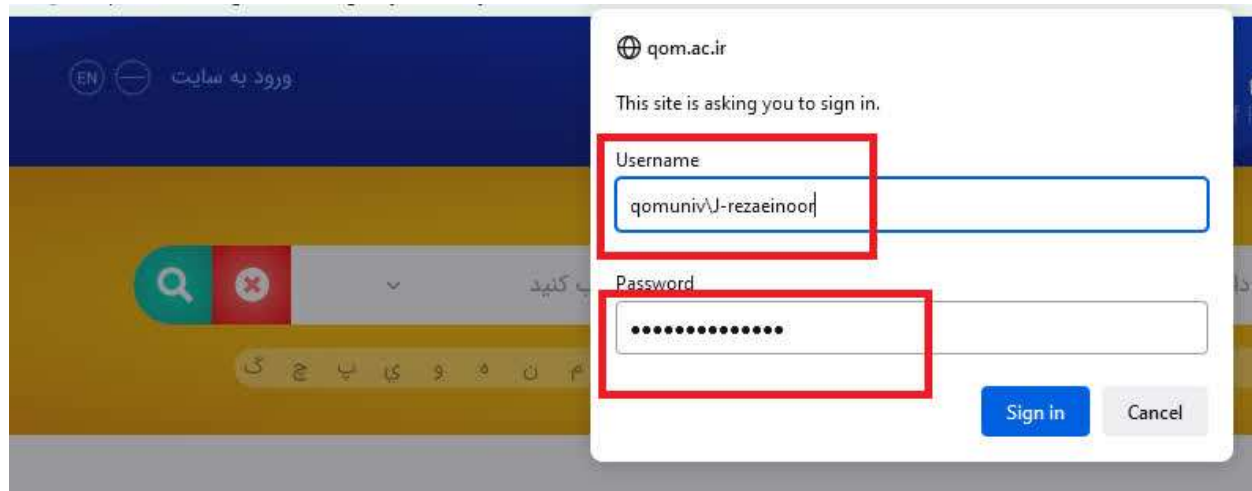 qom.ac.ir
ورود به سایت
EN
This site is asking you to sign in.
Username
qomuniv\J-rezaeinoor
کنید
Password
••••••••••••••
م ن ه و ي پ چ گ
Sign in
Cancel